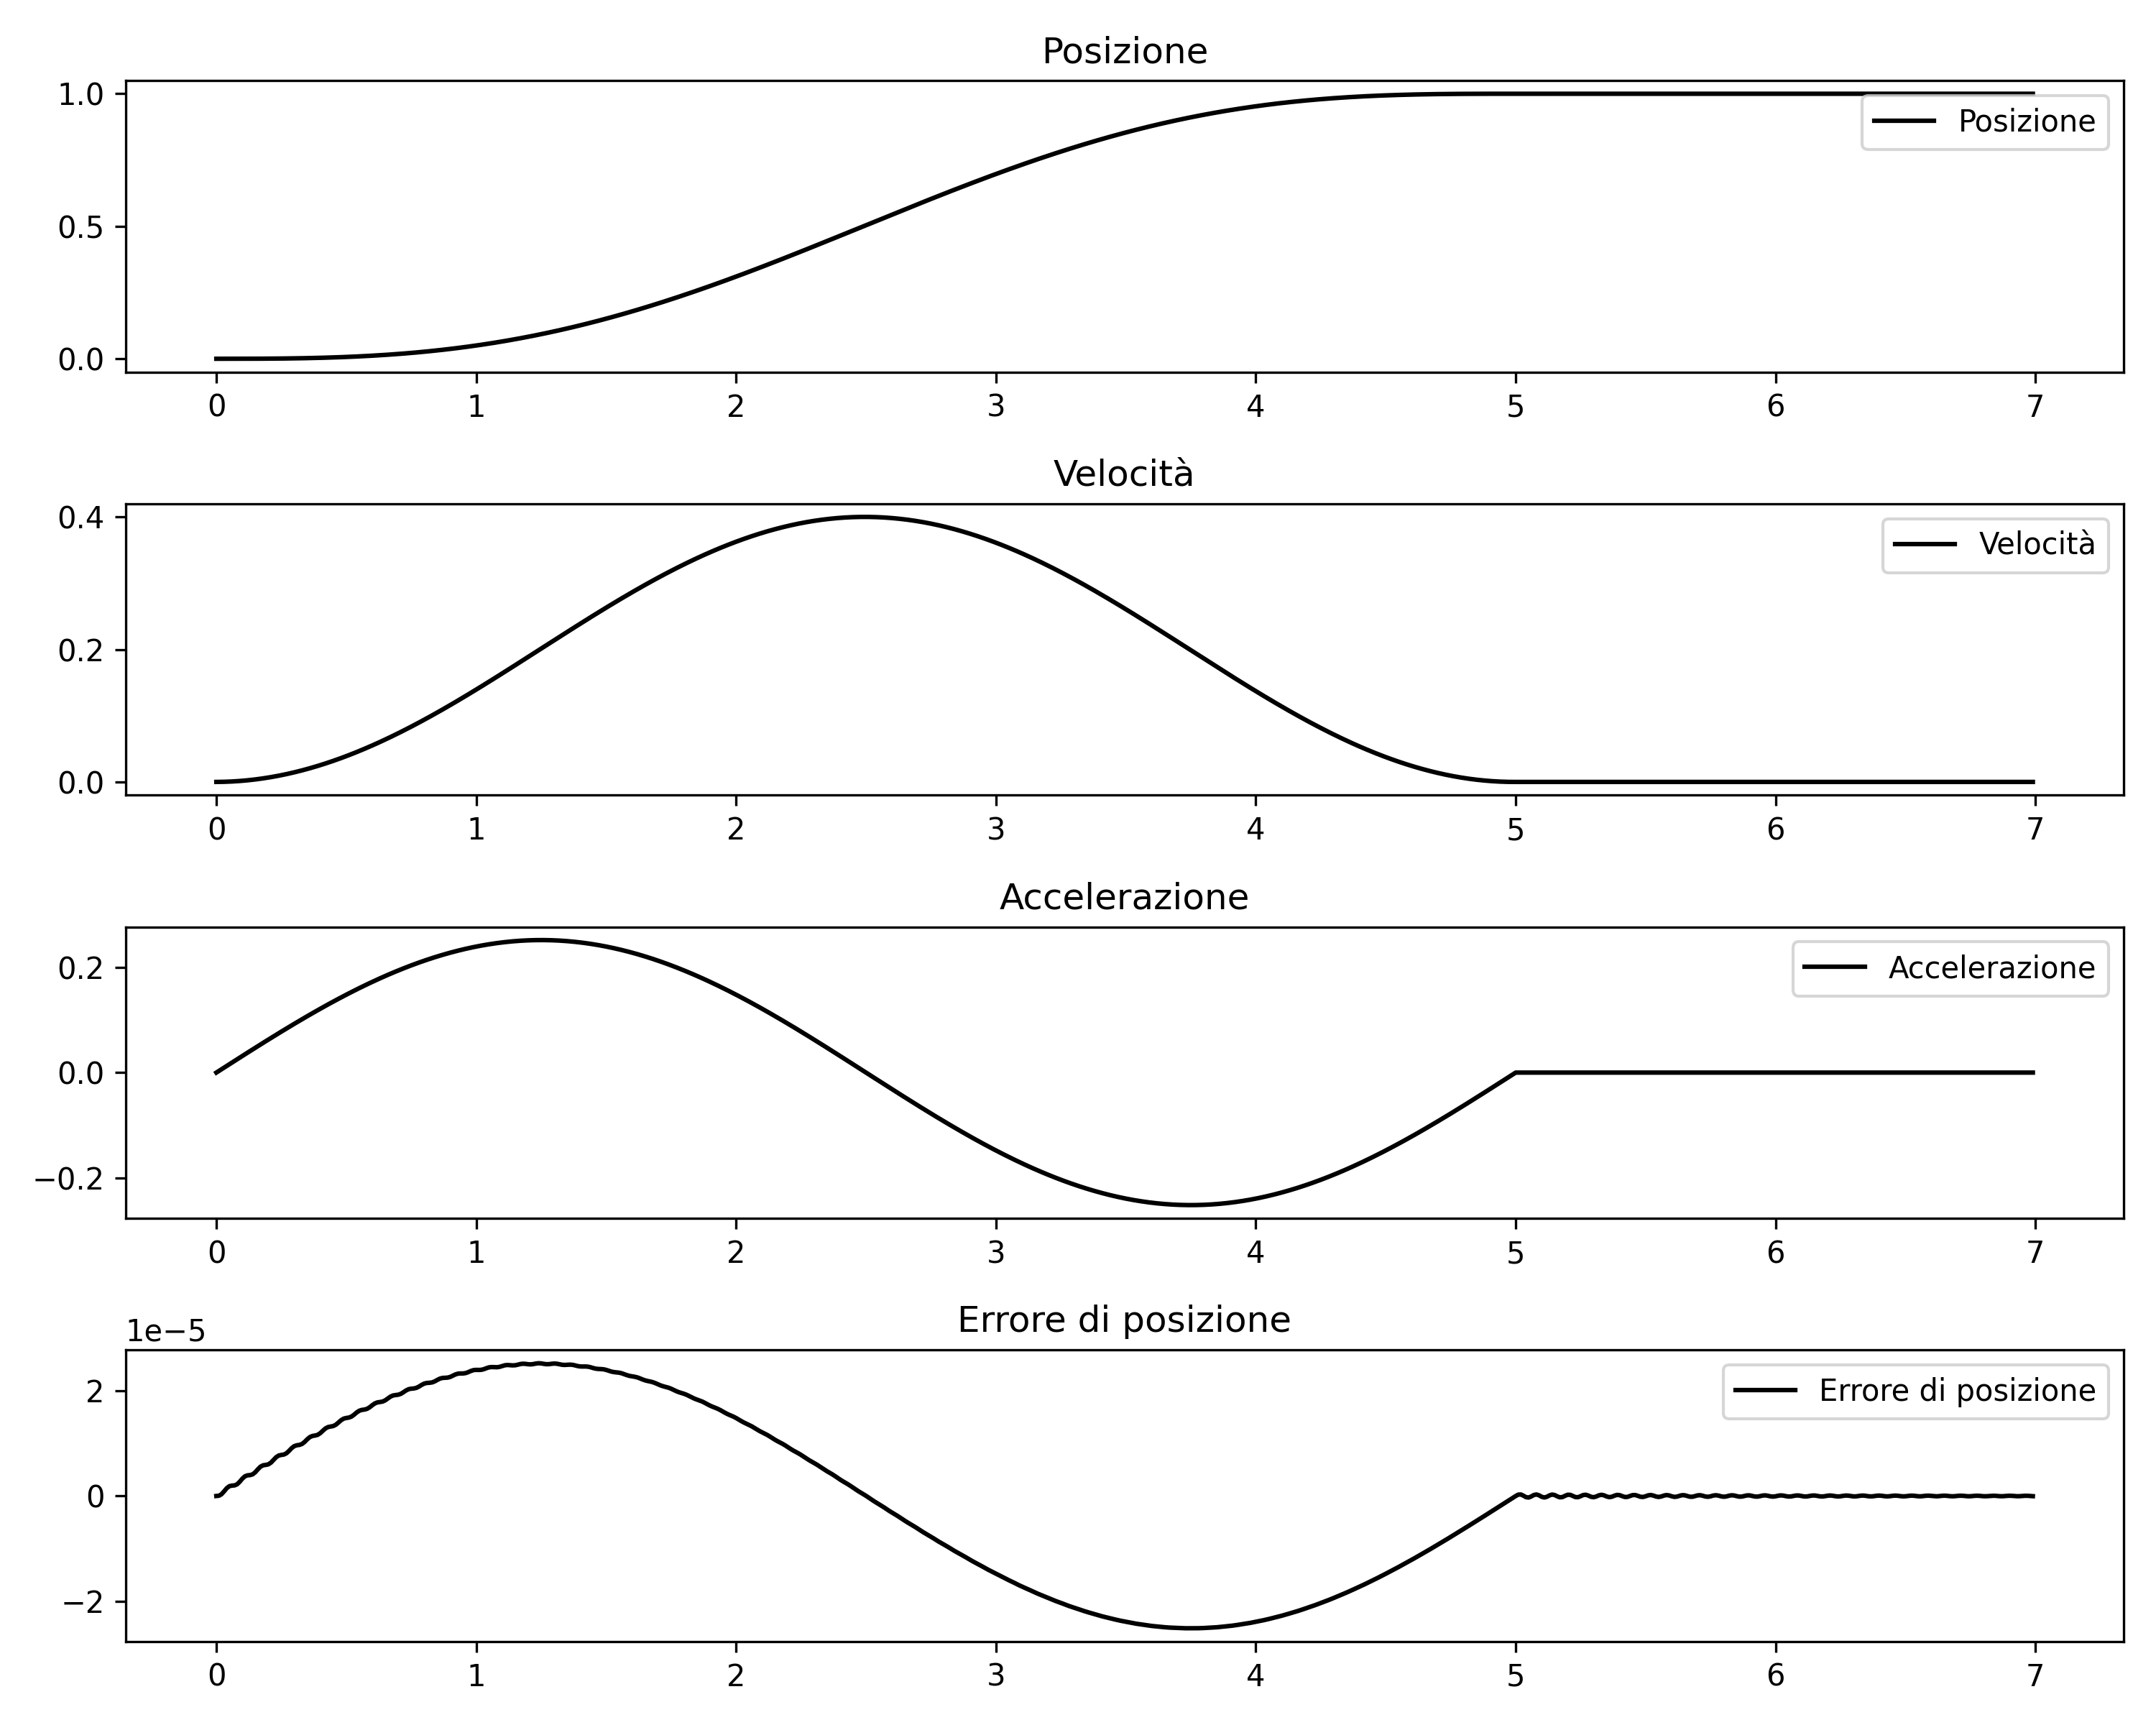 Posizione
1.0
0.5
0.0
Posizione
0 1 2 3 4 5 6 7
Velocità
0.4
0.2
0.0
Velocità
0 1 2 3 4 5 6 7
Accelerazione
0.2
0.0
−0.2
Accelerazione
0 1 2 3 4 5 6 7
Errore di posizione
1e−5
2
0
−2
Errore di posizione
0 1 2 3 4 5 6 7